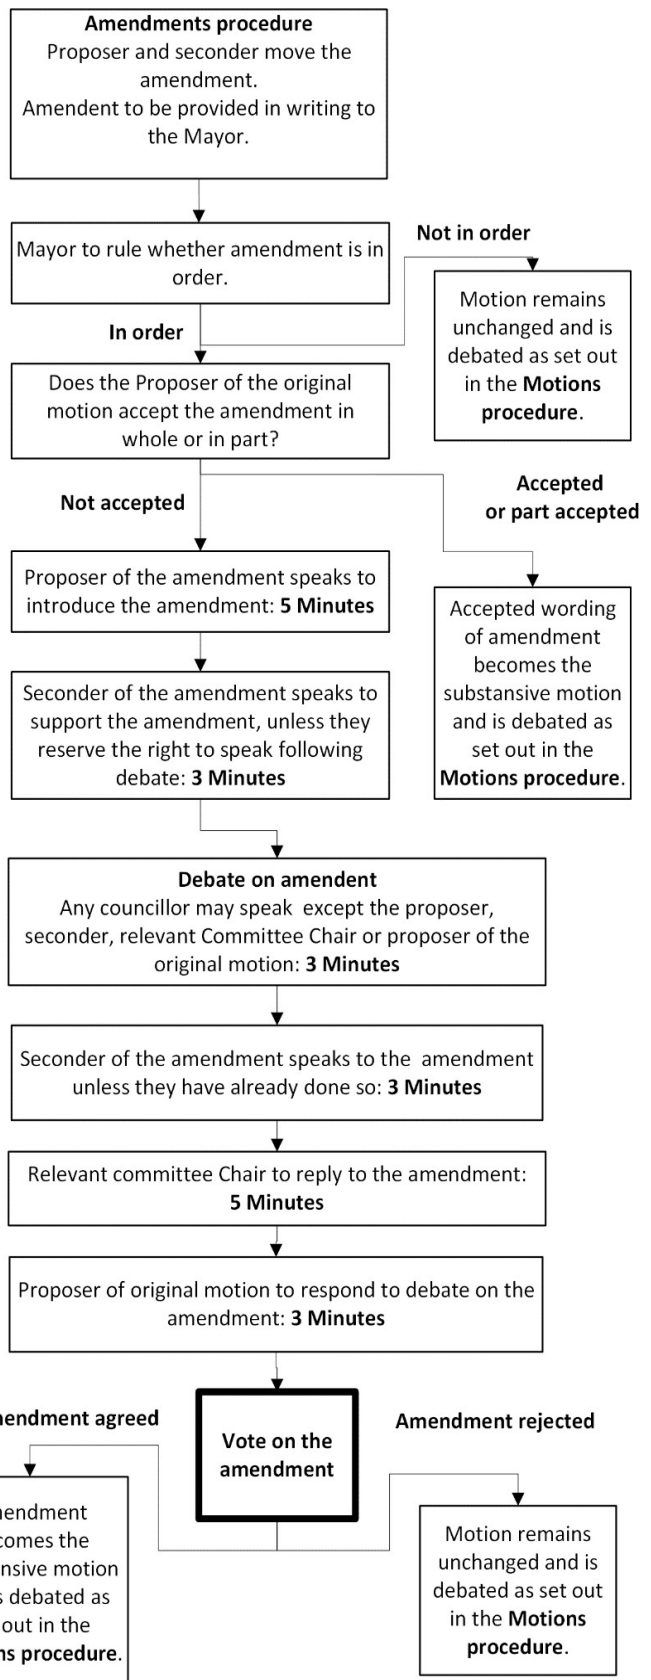 Amendments procedure
Proposer and seconder move the
amendment.
Amendent to be provided in writing to
the Mayor.
Mayor to rule whether amendment is in
order.
Not in order
Motion remains
unchanged and is
debated as set out
in the Motions
procedure.
In order
Does the Proposer of the original
motion accept the amendment in
whole or in part?
Not accepted
Accepted
or part accepted
Proposer of the amendment speaks to
introduce the amendment: 5 Minutes
Accepted wording
of amendment
becomes the
substansive motion
and is debated as
set out in the
Motions procedure.
Seconder of the amendment speaks to
support the amendment, unless they
reserve the right to speak following
debate: 3 Minutes
Debate on amendent
Any councillor may speak except the proposer,
seconder, relevant Committee Chair or proposer of the
original motion: 3 Minutes
Seconder of the amendment speaks to the amendment
unless they have already done so: 3 Minutes
Relevant committee Chair to reply to the amendment:
5 Minutes
Proposer of original motion to respond to debate on the
amendment: 3 Minutes
Vote on the
amendment
agreed
the
motion
debated as
out in the
procedure.
Amendment rejected
Motion remains
unchanged and is
debated as set out
in the Motions
procedure.